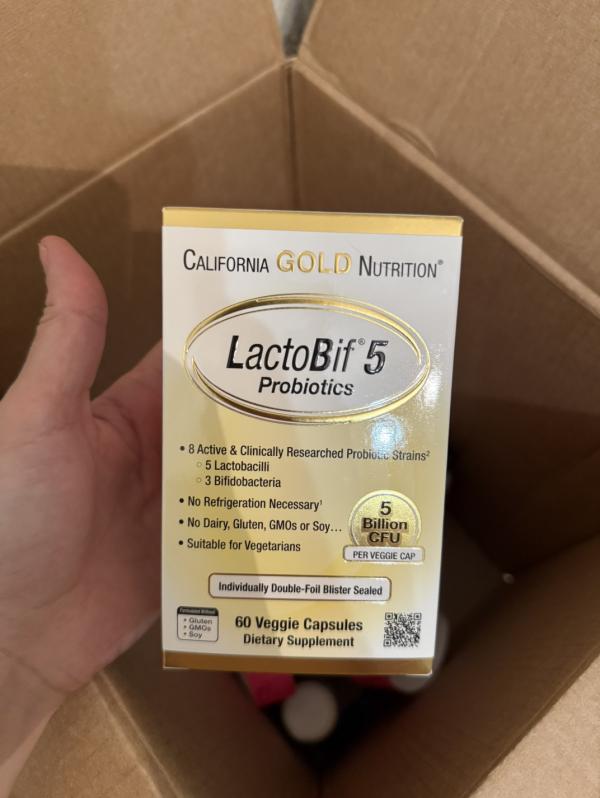 CALIFORNIA GOLD NUTRITION®
LactoBif® 5
Probiotics
• 8 Active & Clinically Researched Probiotic Strains²
○ 5 Lactobacilli
○ 3 Bifidobacteria
• No Refrigeration Necessary¹
• No Dairy, Gluten, GMOs or Soy...
• Suitable for Vegetarians
5
Billion
CFU
PER VEGGIE CAP
Individually Double-Foil Blister Sealed
Formulated Without
• Gluten
• GMOs
• Soy
60 Veggie Capsules
Dietary Supplement